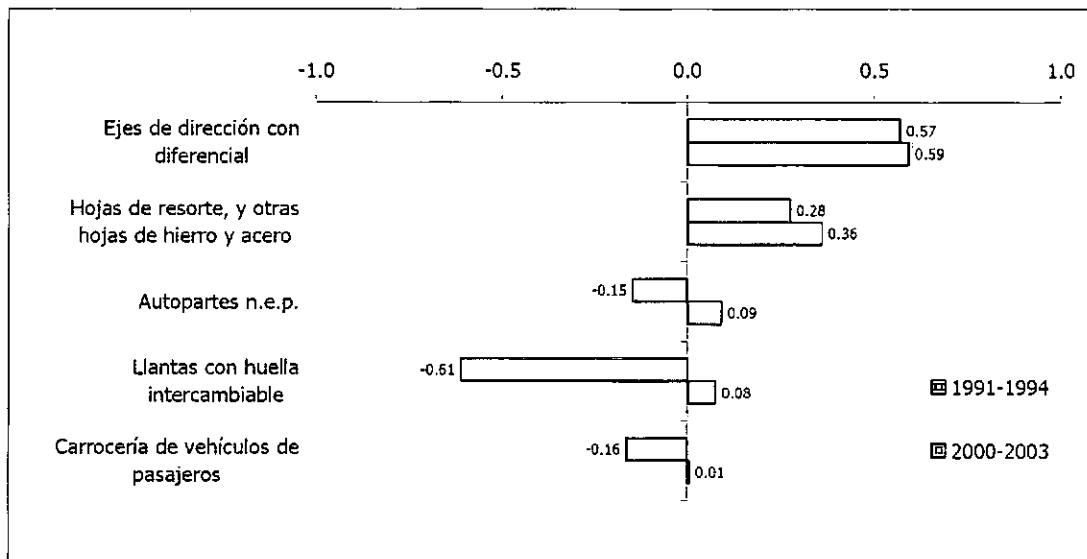 -1.0 -0.5 0.0 0.5 1.0
Ejes de dirección con
diferencial
0.57
0.59
Hojas de resorte, y otras
hojas de hierro y acero
0.28
0.36
Autopartes n.e.p.
-0.15
0.09
Llantas con huella
intercambiable
-0.61
0.08
1991-1994
Carrocería de vehículos de
pasajeros
-0.16
0.01
2000-2003